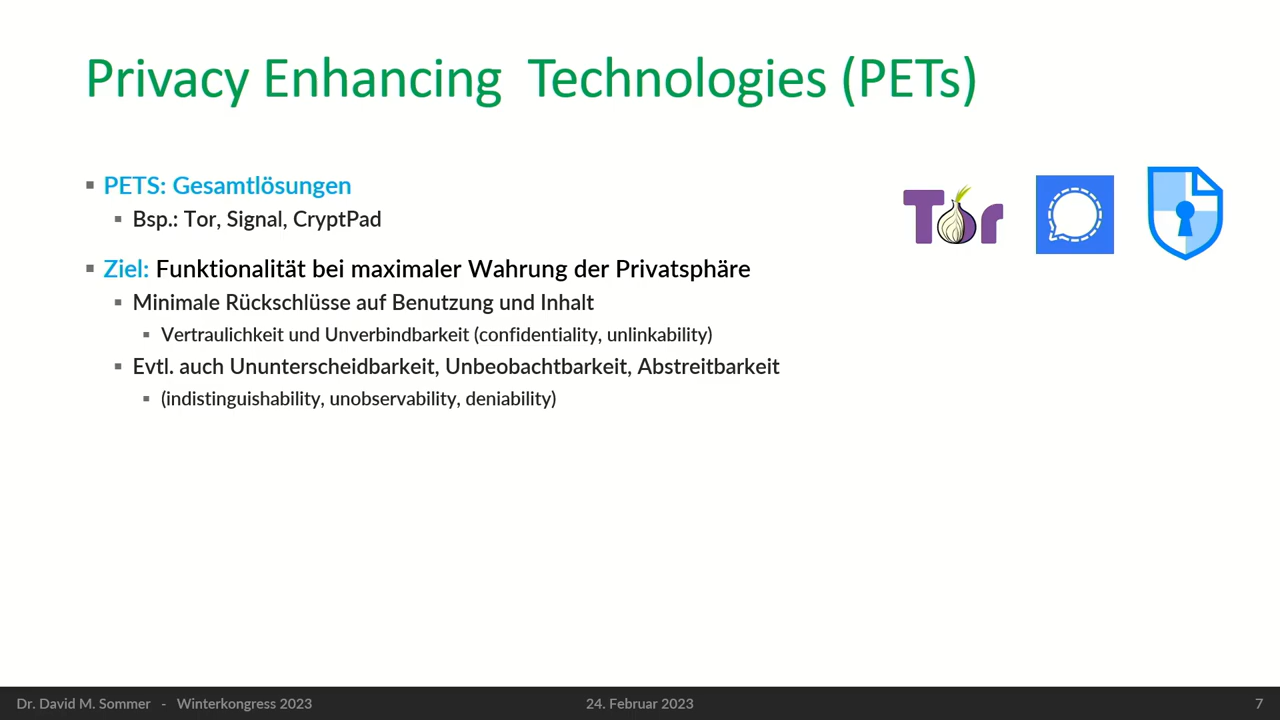 Privacy Enhancing Technologies (PETs)
PETS: Gesamtlösungen
Bsp.: Tor, Signal, CryptPad
Tor
Ziel: Funktionalität bei maximaler Wahrung der Privatsphäre
Minimale Rückschlüsse auf Benutzung und Inhalt
Vertraulichkeit und Unverbindbarkeit (confidentiality, unlinkability)
Evtl. auch Ununterscheidbarkeit, Unbeobachtbarkeit, Abstreitbarkeit
(indistinguishability, unobservability, deniability)
Dr. David M. Sommer - Winterkongress 2023
24. Februar 2023
7